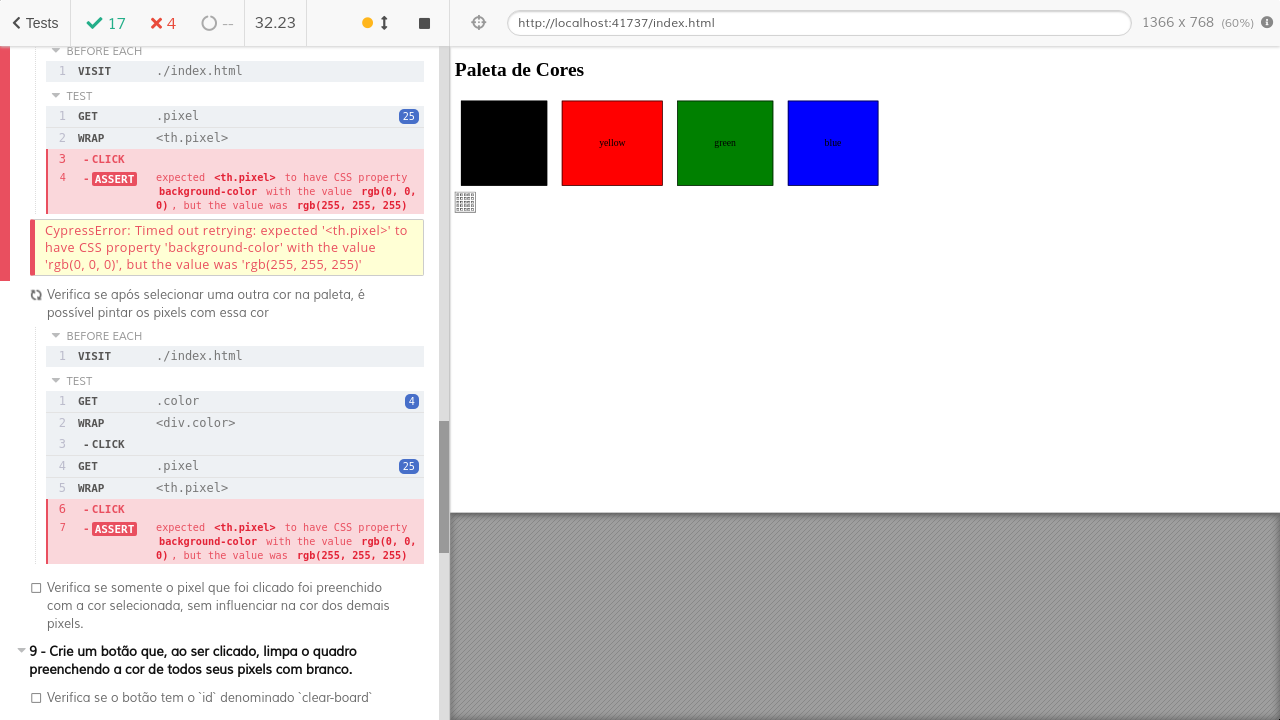 Tests 17 4 -- 32.23
http://localhost:41737/index.html 1366 x 768 (60%)
BEFORE EACH
1 VISIT ./index.html
TEST
1 GET .pixel 25
2 WRAP <th.pixel>
3 - CLICK
4 - ASSERT expected <th.pixel> to have CSS property
background-color with the value rgb(0, 0,
0), but the value was rgb(255, 255, 255)
CypressError: Timed out retrying: expected '<th.pixel>' to
have CSS property 'background-color' with the value
'rgb(0, 0, 0)', but the value was 'rgb(255, 255, 255)'
Verifica se após selecionar uma outra cor na paleta, é
possível pintar os pixels com essa cor
BEFORE EACH
1 VISIT ./index.html
TEST
1 GET .color 4
2 WRAP <div.color>
3 - CLICK
4 GET .pixel 25
5 WRAP <th.pixel>
6 - CLICK
7 - ASSERT expected <th.pixel> to have CSS property
background-color with the value rgb(0, 0,
0), but the value was rgb(255, 255, 255)
Verifica se somente o pixel que foi clicado foi preenchido
com a cor selecionada, sem influenciar na cor dos demais
pixels.
9 - Crie um botão que, ao ser clicado, limpa o quadro
preenchendo a cor de todos seus pixels com branco.
Verifica se o botão tem o `id` denominado `clear-board`
Paleta de Cores
yellow green blue